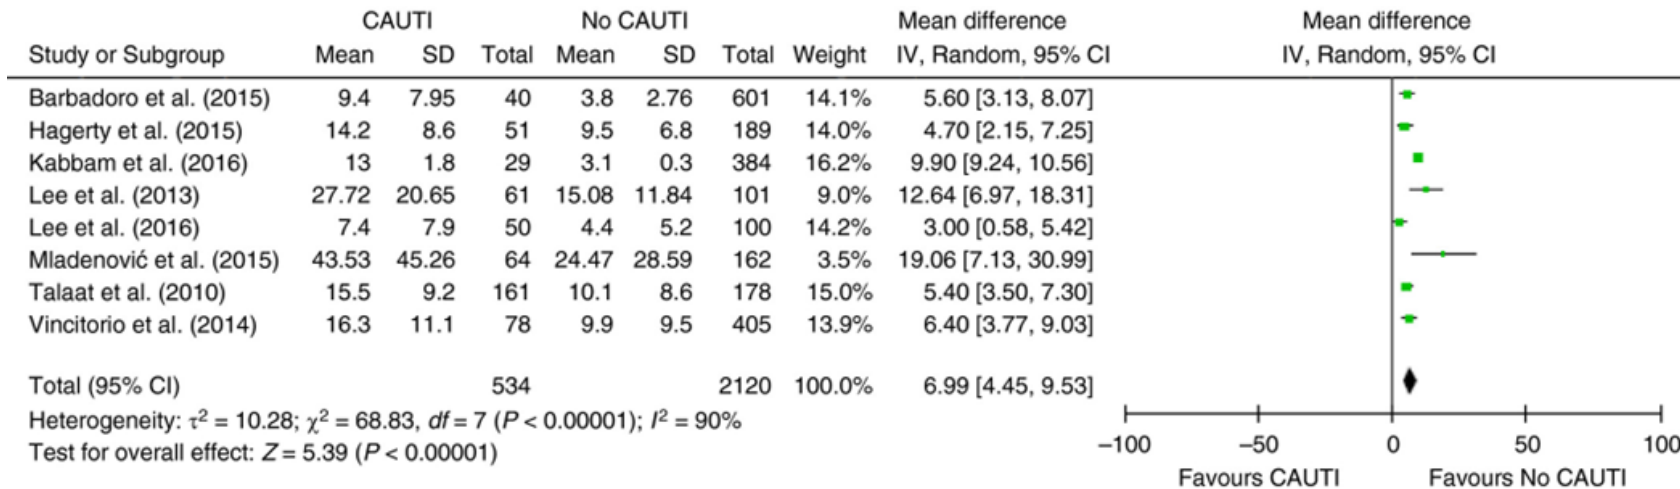 CAUTI No CAUTI Mean difference Mean difference
Study or Subgroup Mean SD Total Mean SD Total Weight IV, Random, 95% CI IV, Random, 95% CI
Barbadoro et al. (2015) 9.4 7.95 40 3.8 2.76 601 14.1% 5.60 [3.13, 8.07]
Hagerty et al. (2015) 14.2 8.6 51 9.5 6.8 189 14.0% 4.70 [2.15, 7.25]
Kabbam et al. (2016) 13 1.8 29 3.1 0.3 384 16.2% 9.90 [9.24, 10.56]
Lee et al. (2013) 27.72 20.65 61 15.08 11.84 101 9.0% 12.64 [6.97, 18.31]
Lee et al. (2016) 7.4 7.9 50 4.4 5.2 100 14.2% 3.00 [0.58, 5.42]
Mladenović et al. (2015) 43.53 45.26 64 24.47 28.59 162 3.5% 19.06 [7.13, 30.99]
Talaat et al. (2010) 15.5 9.2 161 10.1 8.6 178 15.0% 5.40 [3.50, 7.30]
Vincitorio et al. (2014) 16.3 11.1 78 9.9 9.5 405 13.9% 6.40 [3.77, 9.03]
Total (95% CI) 534 2120 100.0% 6.99 [4.45, 9.53]
Heterogeneity: τ² = 10.28; χ² = 68.83, df = 7 (P < 0.00001); I² = 90%
Test for overall effect: Z = 5.39 (P < 0.00001)
−100 −50 0 50 100
Favours CAUTI Favours No CAUTI